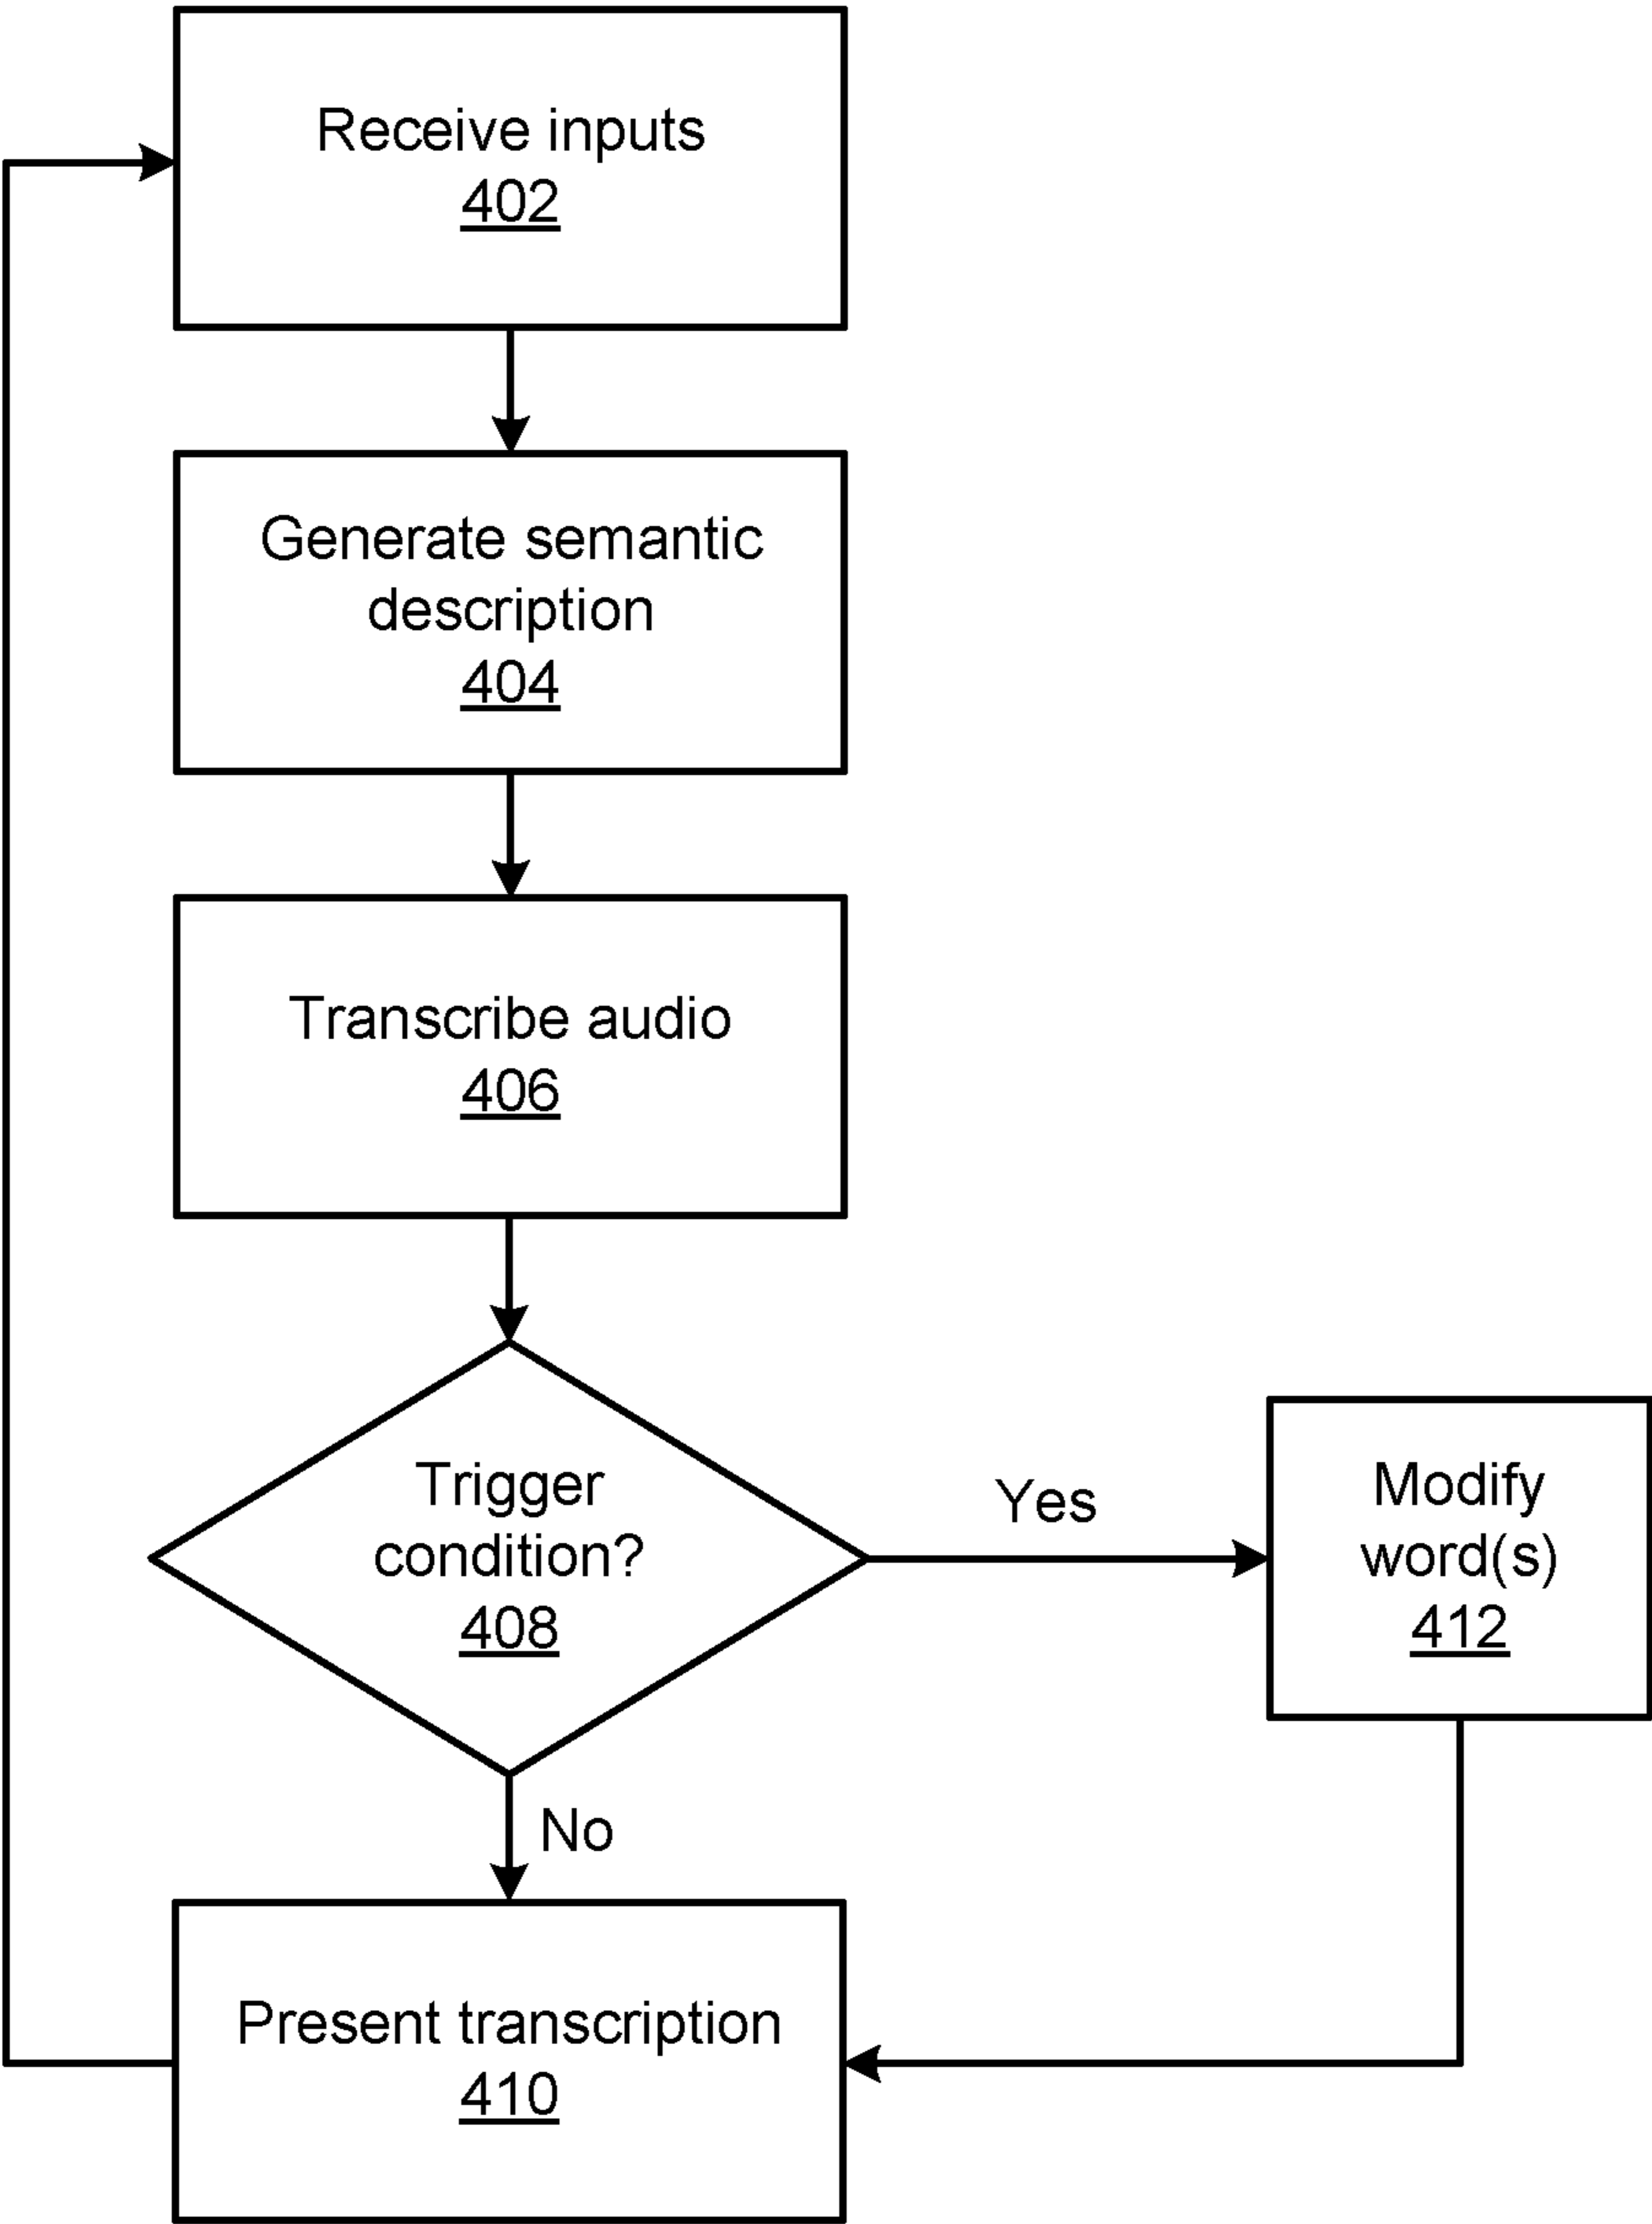 Receive inputs
402
Generate semantic
description
404
Transcribe audio
406
Trigger
condition?
408
Yes
Modify
word(s)
412
No
Present transcription
410